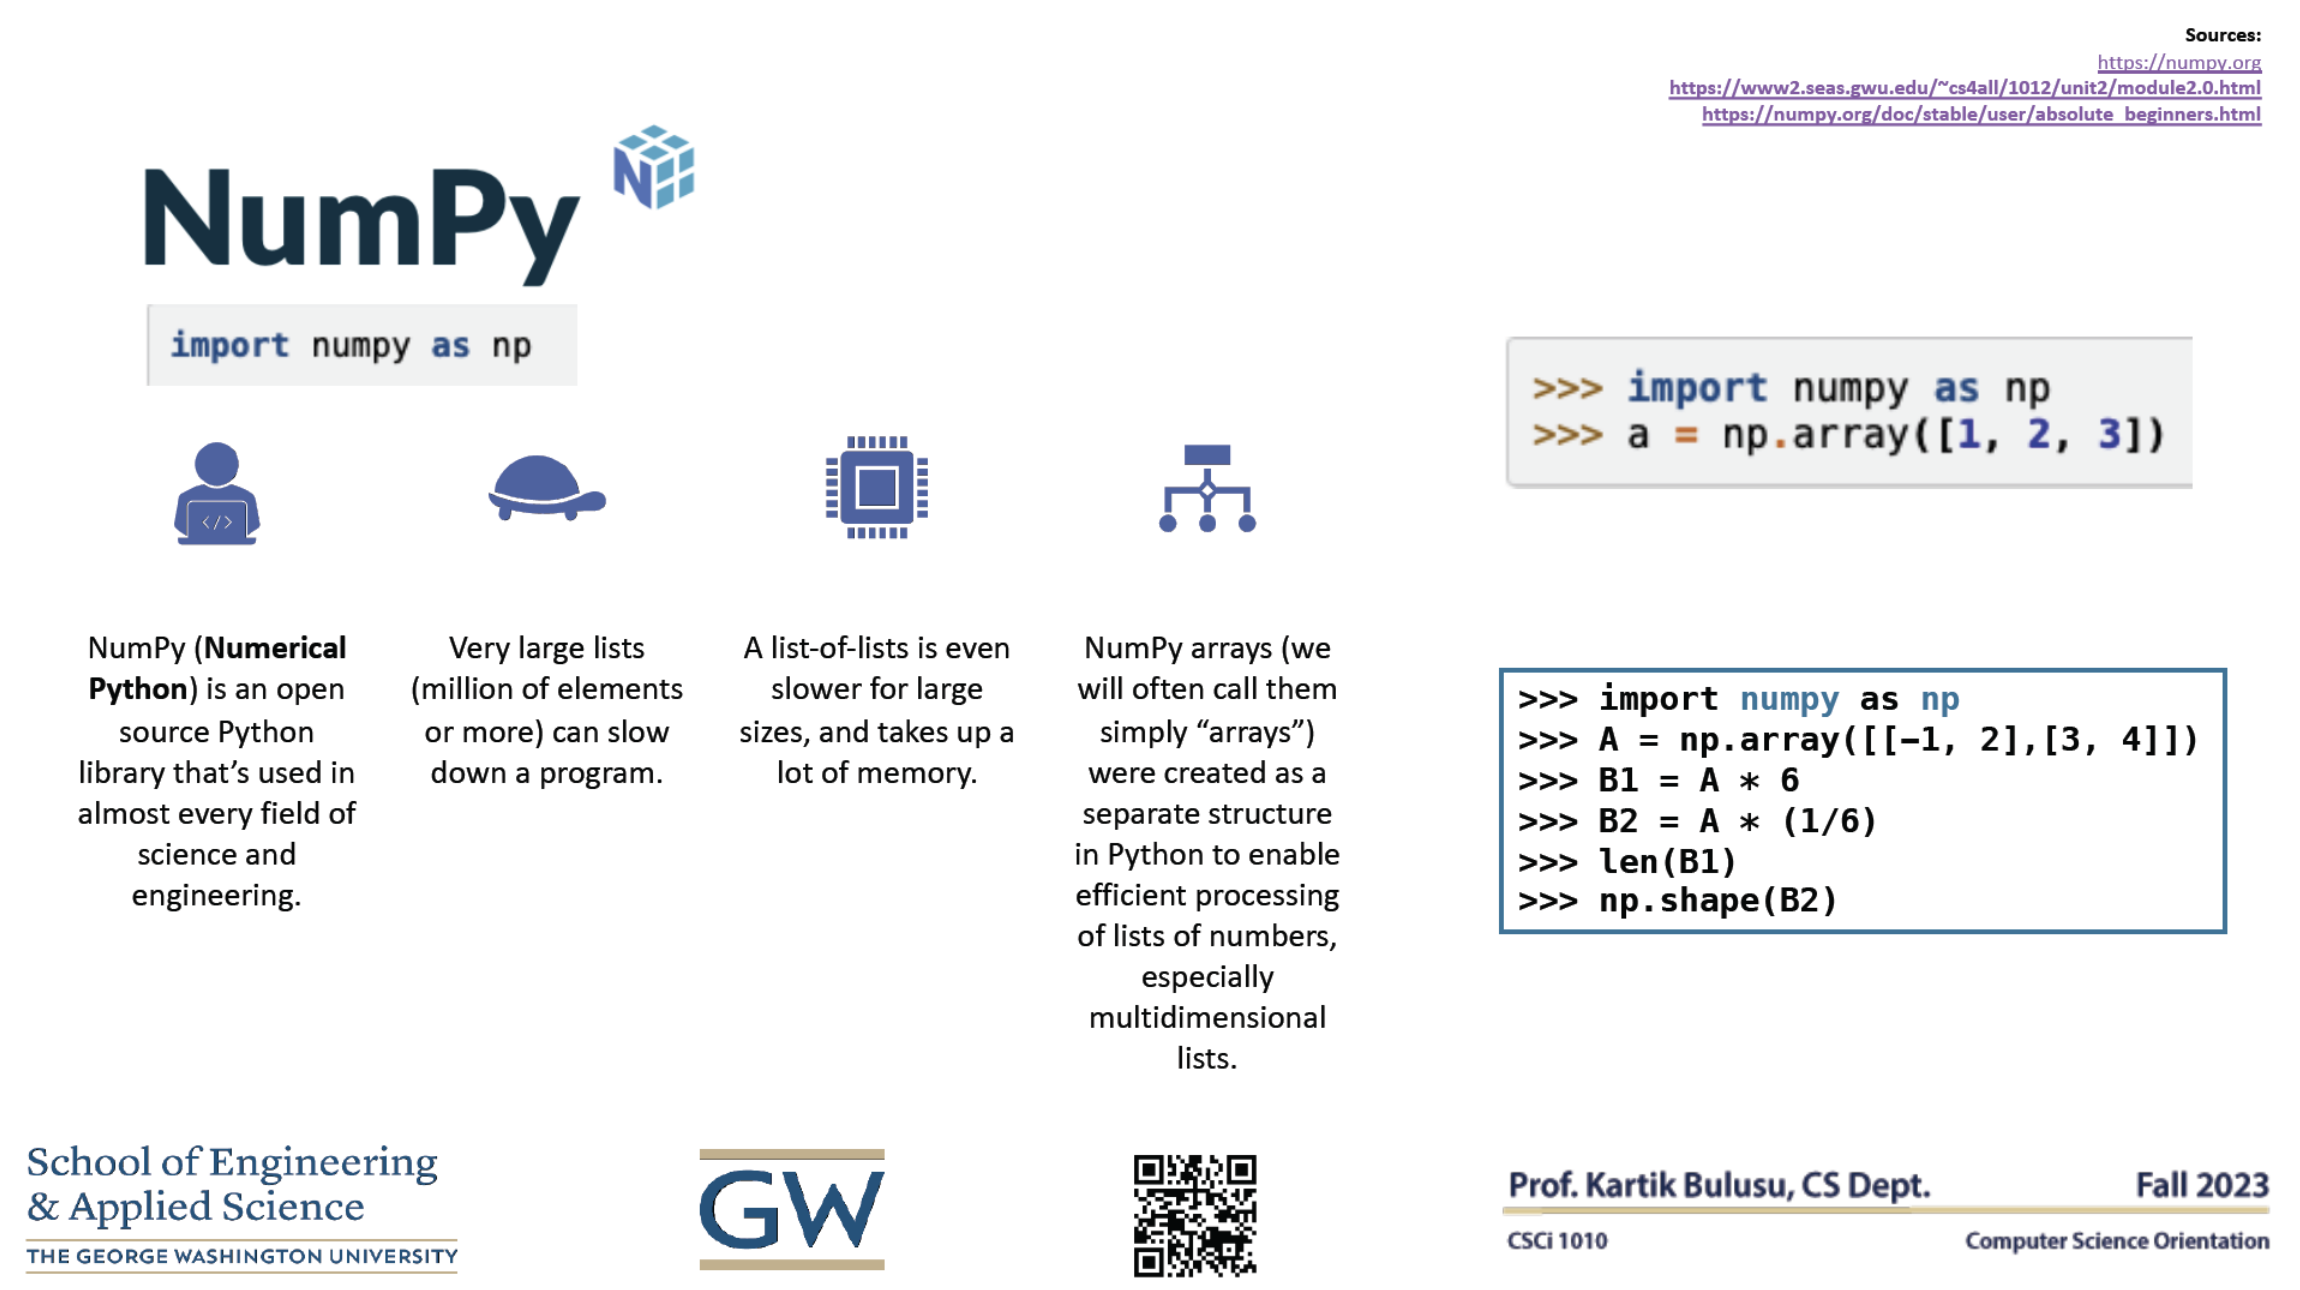 Sources:
https://numpy.org
https://www2.seas.gwu.edu/~cs4all/1012/unit2/module2.0.html
https://numpy.org/doc/stable/user/absolute_beginners.html
NumPy
import numpy as np
NumPy (Numerical
Python) is an open
source Python
library that’s used in
almost every field of
science and
engineering.
Very large lists
(million of elements
or more) can slow
down a program.
A list-of-lists is even
slower for large
sizes, and takes up a
lot of memory.
NumPy arrays (we
will often call them
simply “arrays”)
were created as a
separate structure
in Python to enable
efficient processing
of lists of numbers,
especially
multidimensional
lists.
>>> import numpy as np
>>> a = np.array([1, 2, 3])
>>> import numpy as np
>>> A = np.array([[−1, 2],[3, 4]])
>>> B1 = A * 6
>>> B2 = A * (1/6)
>>> len(B1)
>>> np.shape(B2)
School of Engineering
& Applied Science
THE GEORGE WASHINGTON UNIVERSITY
GW
Prof. Kartik Bulusu, CS Dept.
Fall 2023
CSCi 1010
Computer Science Orientation